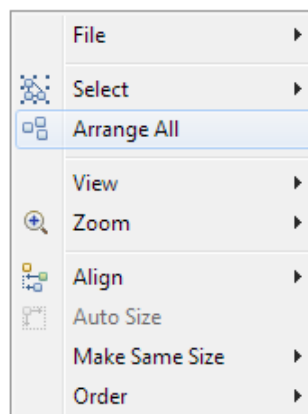 File
Select
Arrange All
View
Zoom
Align
Auto Size
Make Same Size
Order